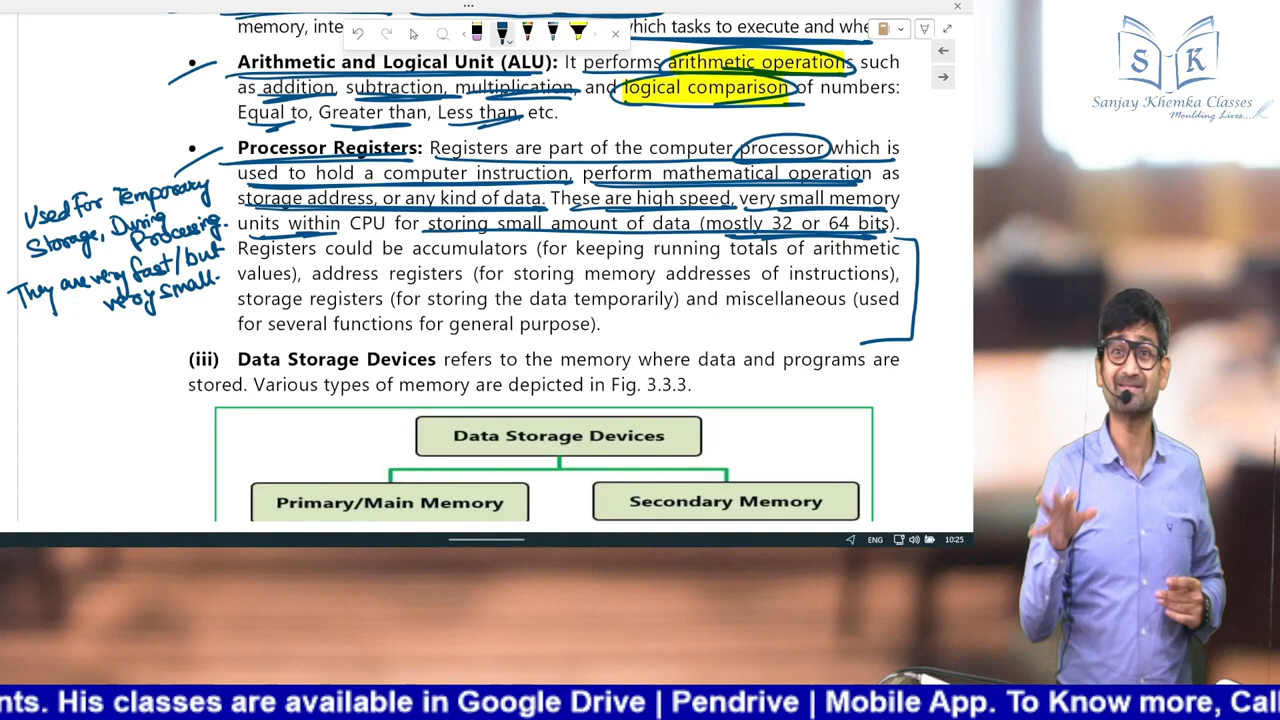 memory, inte which tasks to execute and whe
• Arithmetic and Logical Unit (ALU): It performs arithmetic operations such
as addition, subtraction, multiplication, and logical comparison of numbers:
Equal to, Greater than, Less than, etc.
• Processor Registers: Registers are part of the computer processor which is
used to hold a computer instruction, perform mathematical operation as
storage address, or any kind of data. These are high speed, very small memory
units within CPU for storing small amount of data (mostly 32 or 64 bits).
Registers could be accumulators (for keeping running totals of arithmetic
values), address registers (for storing memory addresses of instructions),
storage registers (for storing the data temporarily) and miscellaneous (used
for several functions for general purpose).
Used For Temporary
Storage, During
Processing.
They are very fast/but
very small.
(iii) Data Storage Devices refers to the memory where data and programs are
stored. Various types of memory are depicted in Fig. 3.3.3.
Data Storage Devices
Primary/Main Memory
Secondary Memory
ENG
10:25
S K
Sanjay Khemka Classes
Moulding Lives...
nts. His classes are available in Google Drive | Pendrive | Mobile App. To Know more, Cal